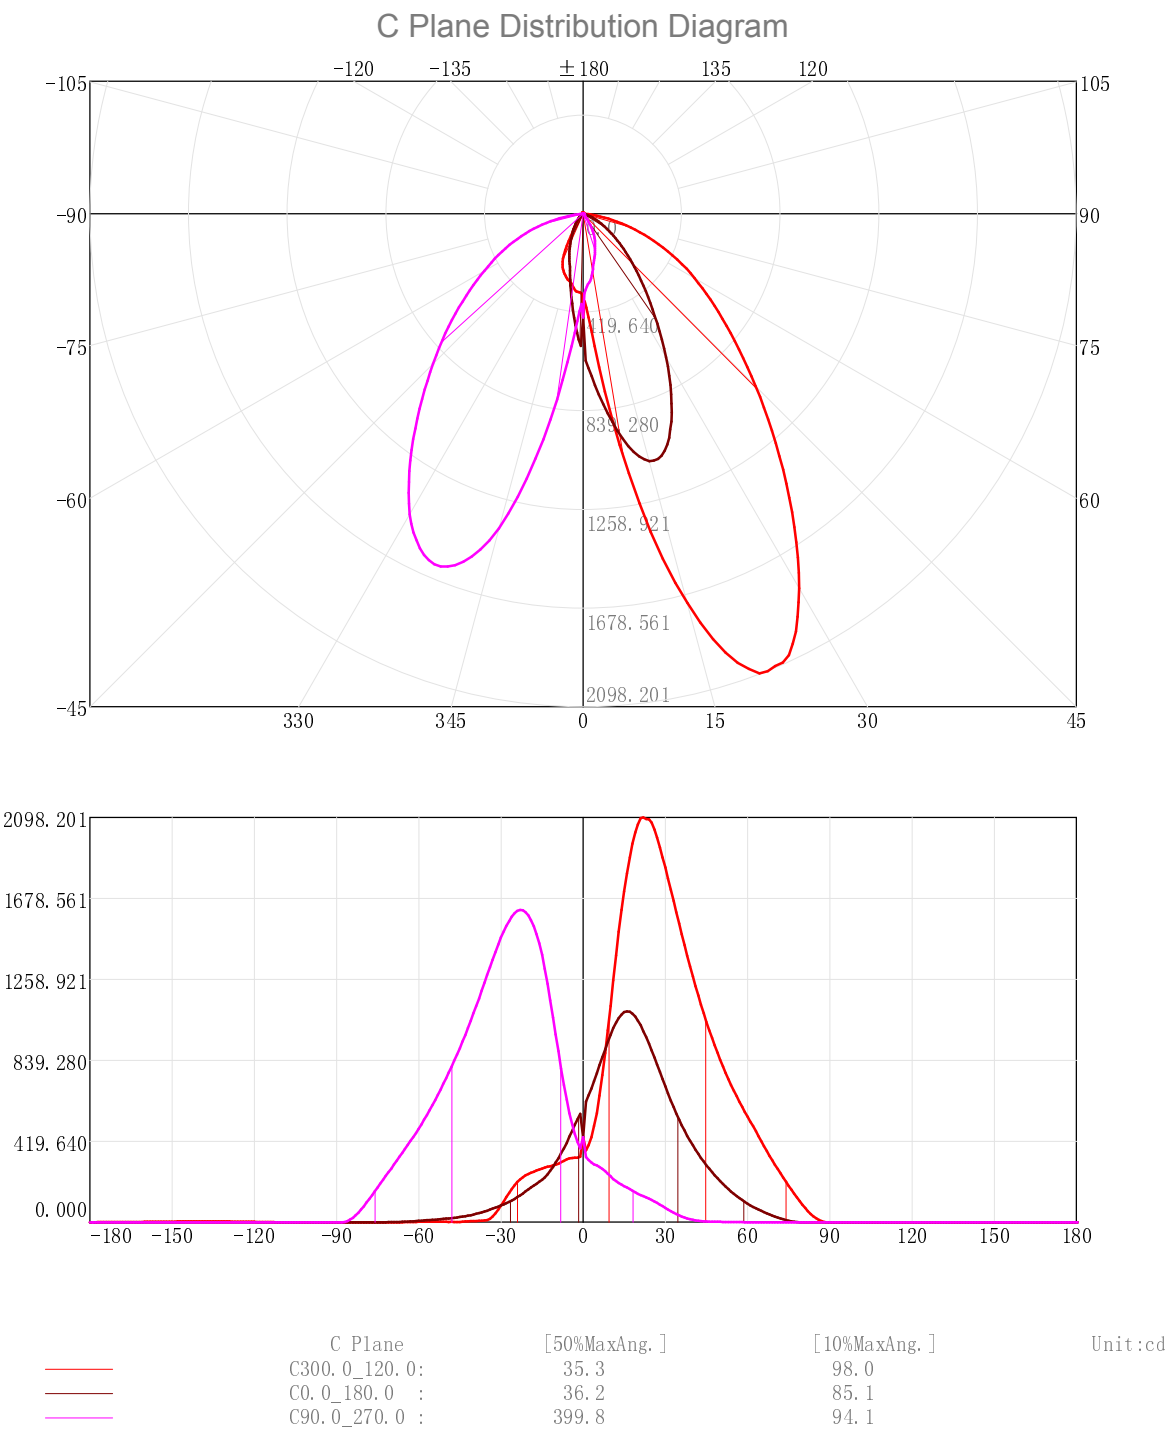 C Plane Distribution Diagram
-120 -135 ±180 135 120
-105 105
-90 90
0
419.640
-75 75
839.280
-60 60
1258.921
1678.561
2098.201
-45 330 345 0 15 30 45
2098.201
1678.561
1258.921
839.280
419.640
0.000
-180 -150 -120 -90 -60 -30 0 30 60 90 120 150 180
C Plane [50%MaxAng.] [10%MaxAng.] Unit:cd
C300.0_120.0: 35.3 98.0
C0.0_180.0 : 36.2 85.1
C90.0_270.0 : 399.8 94.1